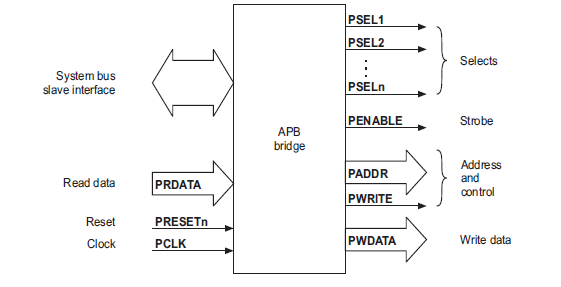 PSEL1
PSEL2
System bus
slave interface
Selects
PSELn
PENABLE
Strobe
APB
bridge
Read data
PRDATA
PADDR
Address
and
control
PWRITE
Reset
PRESETn
Clock
PCLK
PWDATA
Write data